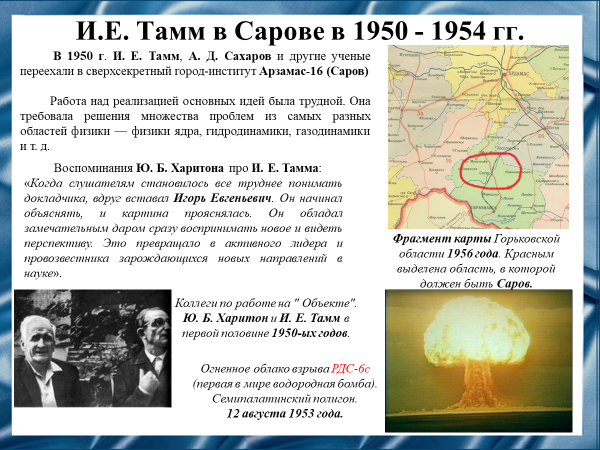 И.Е. Тамм в Сарове в 1950 - 1954 гг.
В 1950 г. И. Е. Тамм, А. Д. Сахаров и другие ученые
переехали в сверхсекретный город-институт Арзамас-16 (Саров)
Работа над реализацией основных идей была трудной. Она
требовала решения множества проблем из самых разных
областей физики — физики ядра, гидродинамики, газодинамики
и т. д.
Воспоминания Ю. Б. Харитона про И. Е. Тамма:
«Когда слушателям становилось все труднее понимать
докладчика, вдруг вставал Игорь Евгеньевич. Он начинал
объяснять, и картина прояснялась. Он обладал
замечательным даром сразу воспринимать новое и видеть
перспективу. Это превращало в активного лидера и
провозвестника зарождающихся новых направлений в
науке».
Фрагмент карты Горьковской
области 1956 года. Красным
выделена область, в которой
должен быть Саров.
Коллеги по работе на " Объекте".
Ю. Б. Харитон и И. Е. Тамм в
первой половине 1950-ых годов.
Огненное облако взрыва РДС-6с
(первая в мире водородная бомба).
Семипалатинский полигон.
12 августа 1953 года.